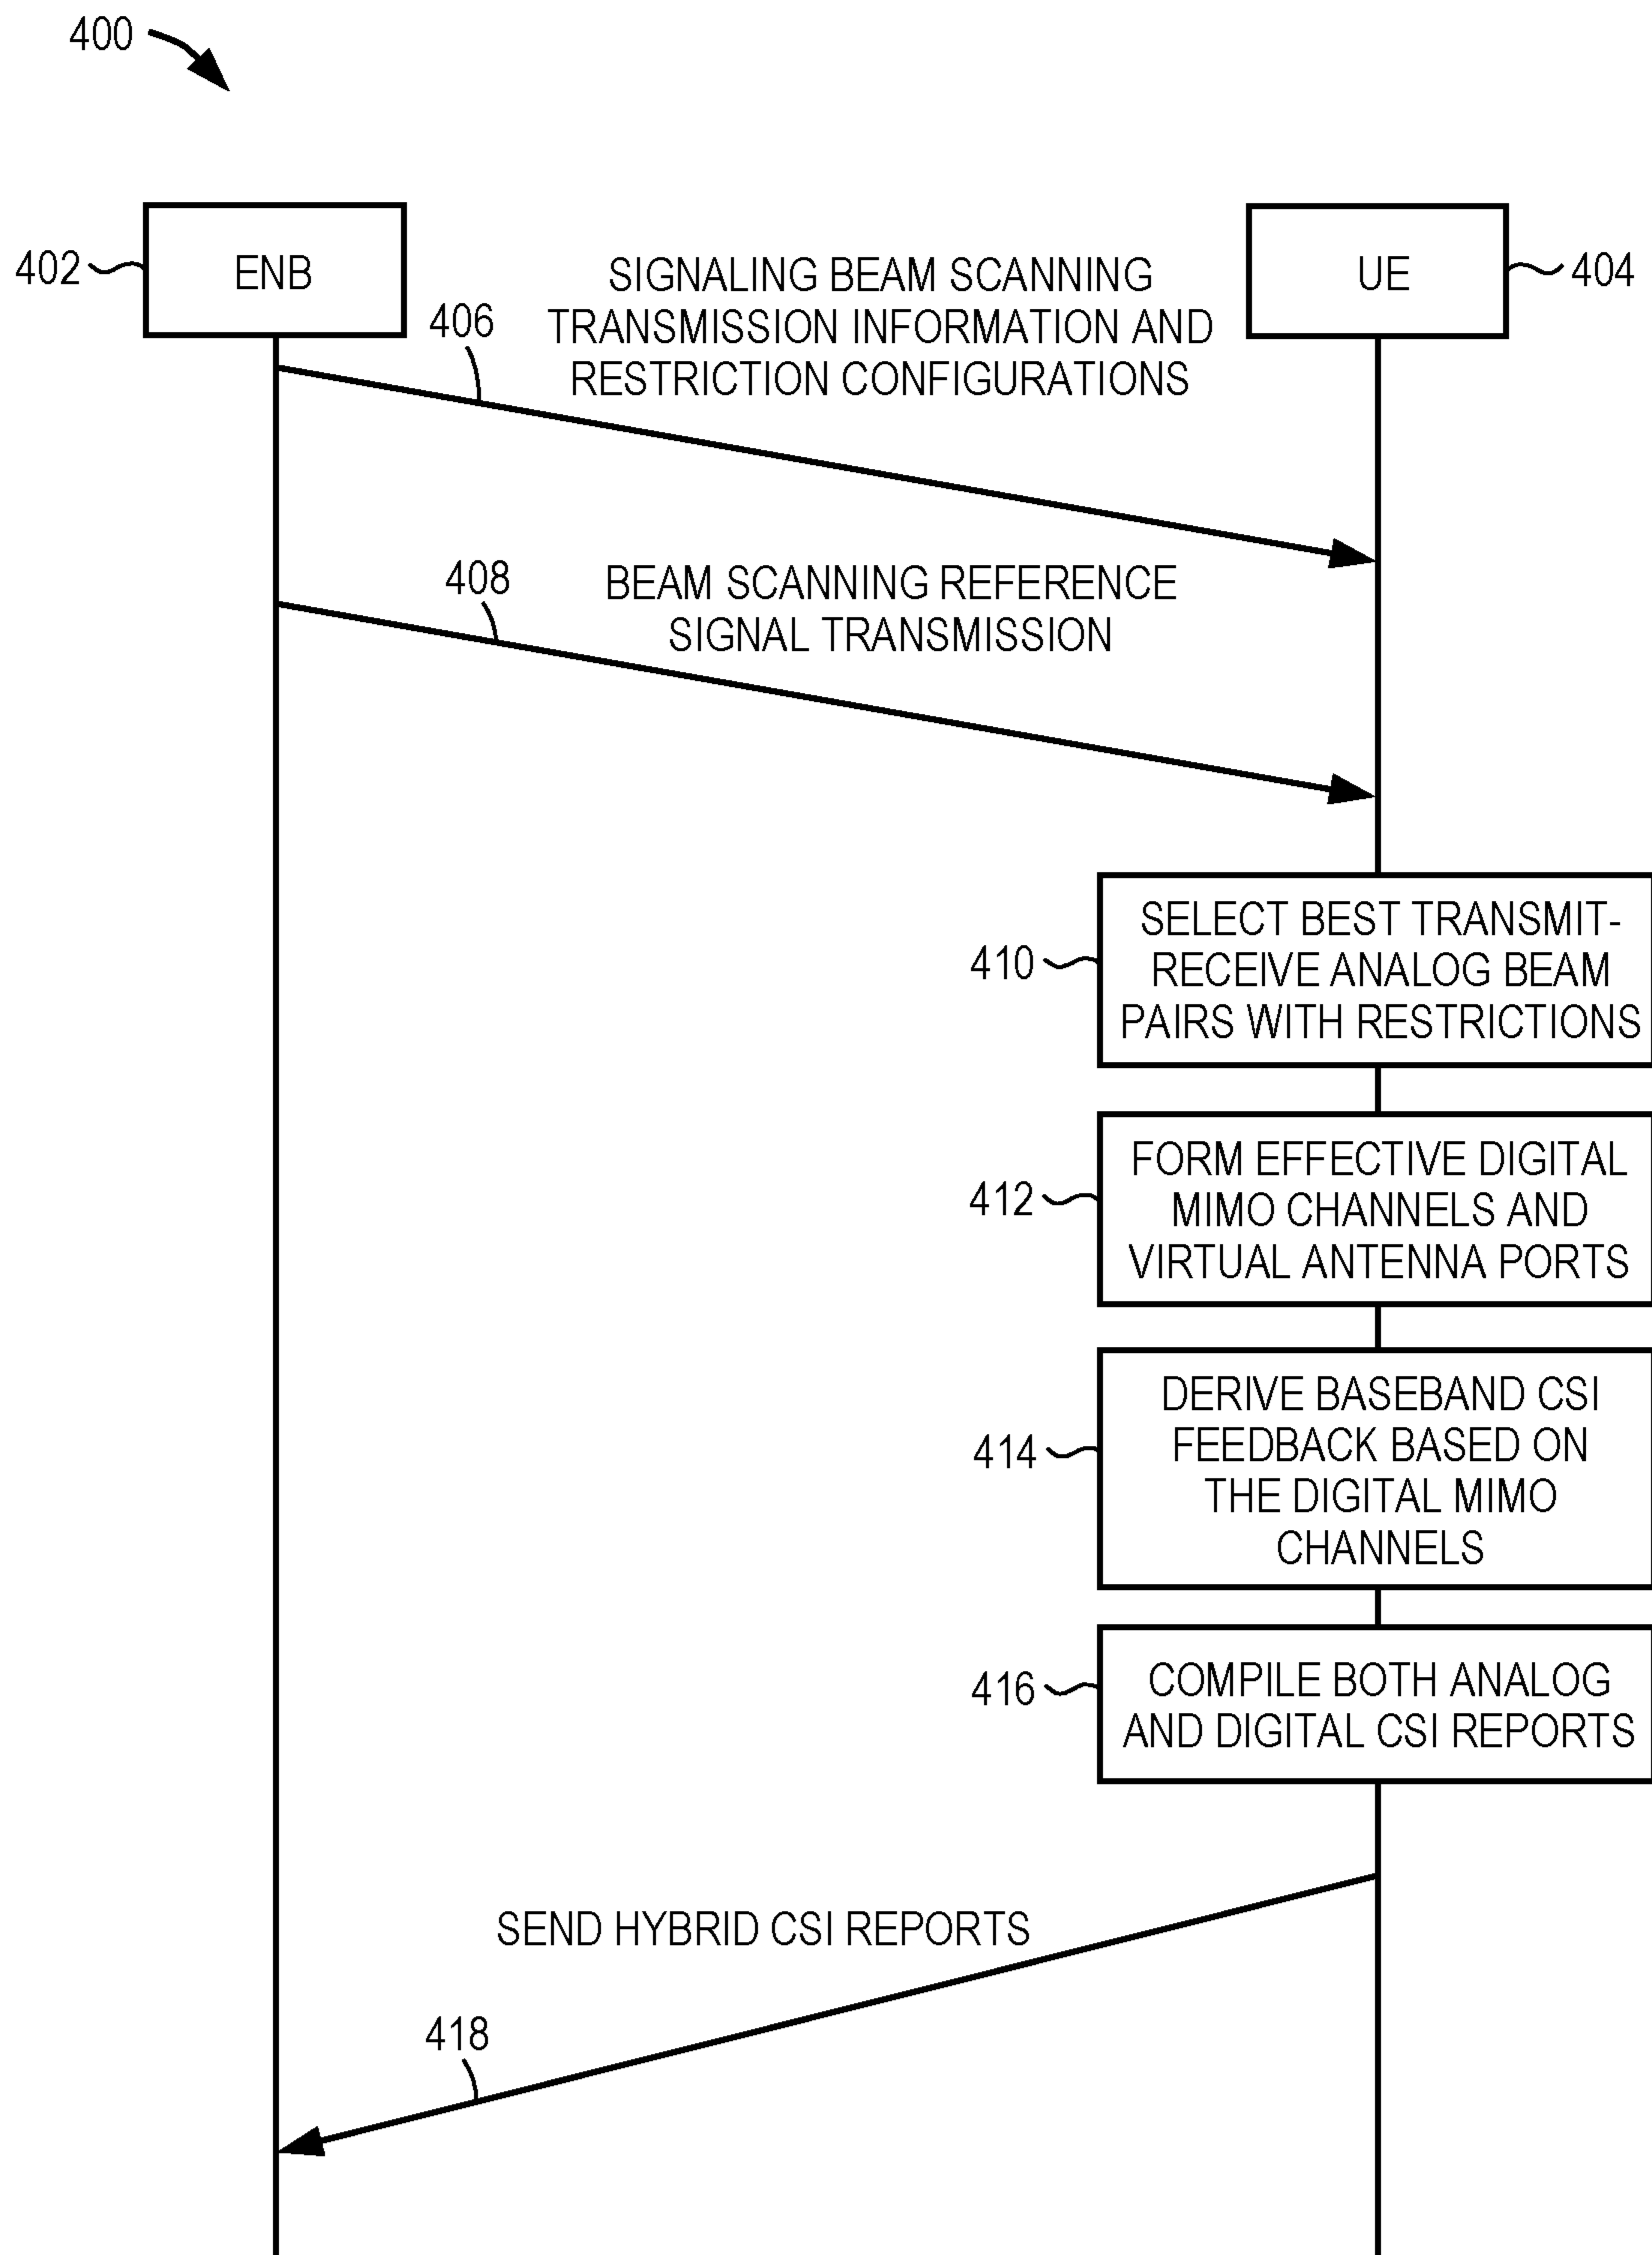 400
402
ENB
UE
404
406
SIGNALING BEAM SCANNING
TRANSMISSION INFORMATION AND
RESTRICTION CONFIGURATIONS
408
BEAM SCANNING REFERENCE
SIGNAL TRANSMISSION
410
SELECT BEST TRANSMIT-
RECEIVE ANALOG BEAM
PAIRS WITH RESTRICTIONS
412
FORM EFFECTIVE DIGITAL
MIMO CHANNELS AND
VIRTUAL ANTENNA PORTS
414
DERIVE BASEBAND CSI
FEEDBACK BASED ON
THE DIGITAL MIMO
CHANNELS
416
COMPILE BOTH ANALOG
AND DIGITAL CSI REPORTS
SEND HYBRID CSI REPORTS
418